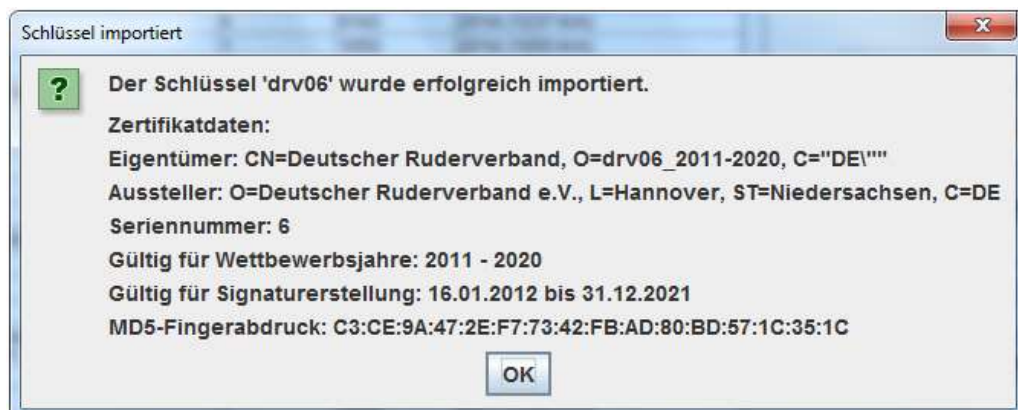 Schlüssel importiert
?
Der Schlüssel 'drv06' wurde erfolgreich importiert.
Zertifikatdaten:
Eigentümer: CN=Deutscher Ruderverband, O=drv06_2011-2020, C="DE\""
Aussteller: O=Deutscher Ruderverband e.V., L=Hannover, ST=Niedersachsen, C=DE
Seriennummer: 6
Gültig für Wettbewerbsjahre: 2011 - 2020
Gültig für Signaturerstellung: 16.01.2012 bis 31.12.2021
MD5-Fingerabdruck: C3:CE:9A:47:2E:F7:73:42:FB:AD:80:BD:57:1C:35:1C
OK